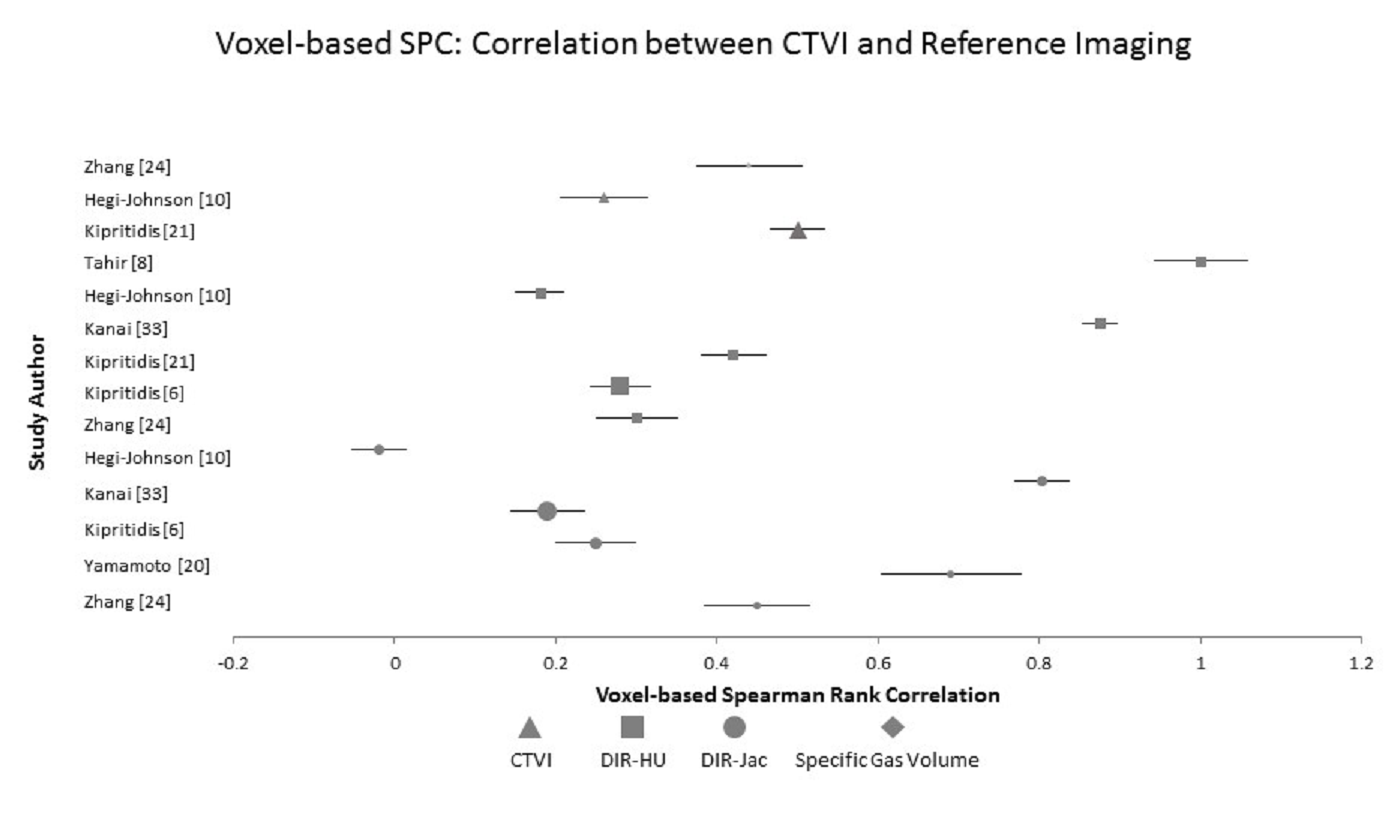 Voxel-based SPC: Correlation between CTVI and Reference Imaging
Study Author
Zhang [24]
Hegi-Johnson [10]
Kipritidis [21]
Tahir [8]
Hegi-Johnson [10]
Kanai [33]
Kipritidis [21]
Kipritidis [6]
Zhang [24]
Hegi-Johnson [10]
Kanai [33]
Kipritidis [6]
Yamamoto [20]
Zhang [24]
-0.2 0 0.2 0.4 0.6 0.8 1 1.2
Voxel-based Spearman Rank Correlation
CTVI DIR-HU DIR-Jac Specific Gas Volume